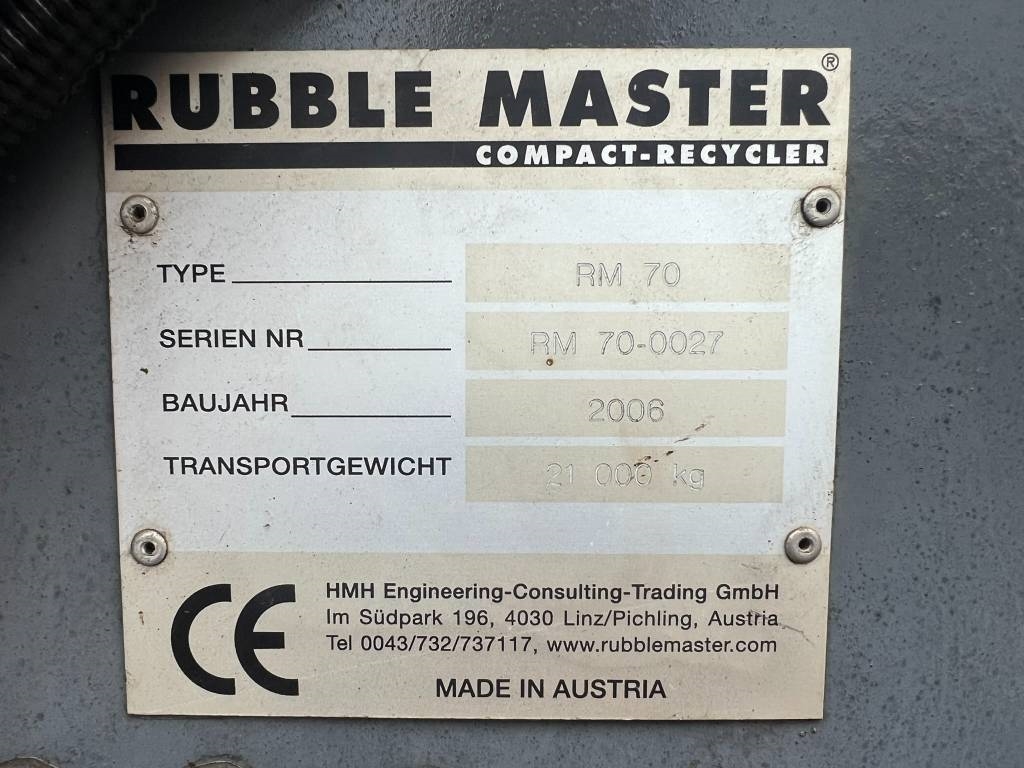 RUBBLE MASTER®
COMPACT-RECYCLER
TYPE RM 70
SERIEN NR RM 70-0027
BAUJAHR 2006
TRANSPORTGEWICHT 21 000 kg
CE
HMH Engineering-Consulting-Trading GmbH
Im Südpark 196, 4030 Linz/Pichling, Austria
Tel 0043/732/737117, www.rubblemaster.com
MADE IN AUSTRIA